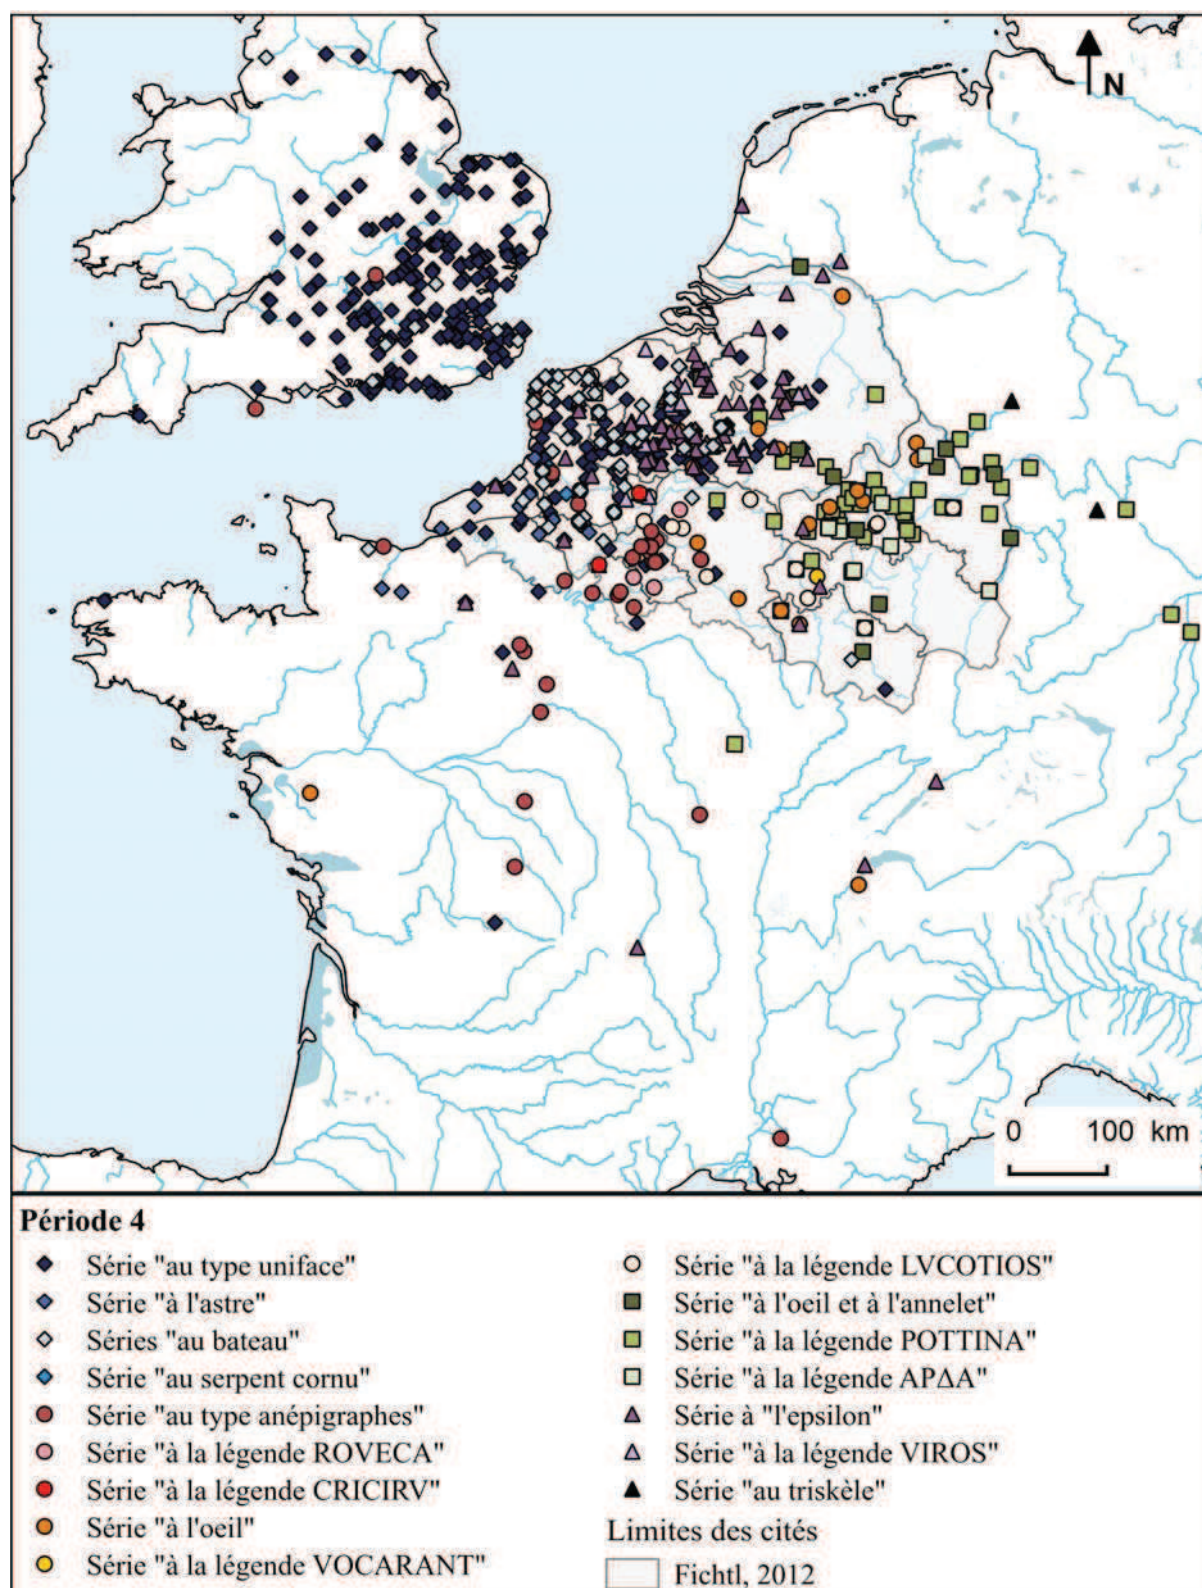 N
0 100 km
Période 4
Série "au type uniface"
Série "à l'astre"
Séries "au bateau"
Série "au serpent cornu"
Série "au type anépigraphes"
Série "à la légende ROVECA"
Série "à la légende CRICIRV"
Série "à l'oeil"
Série "à la légende VOCARANT"
Série "à la légende LVCOTIOS"
Série "à l'oeil et à l'annelet"
Série "à la légende POTTINA"
Série "à la légende APΔA"
Série à "l'epsilon"
Série "à la légende VIROS"
Série "au triskèle"
Limites des cités
Fichtl, 2012